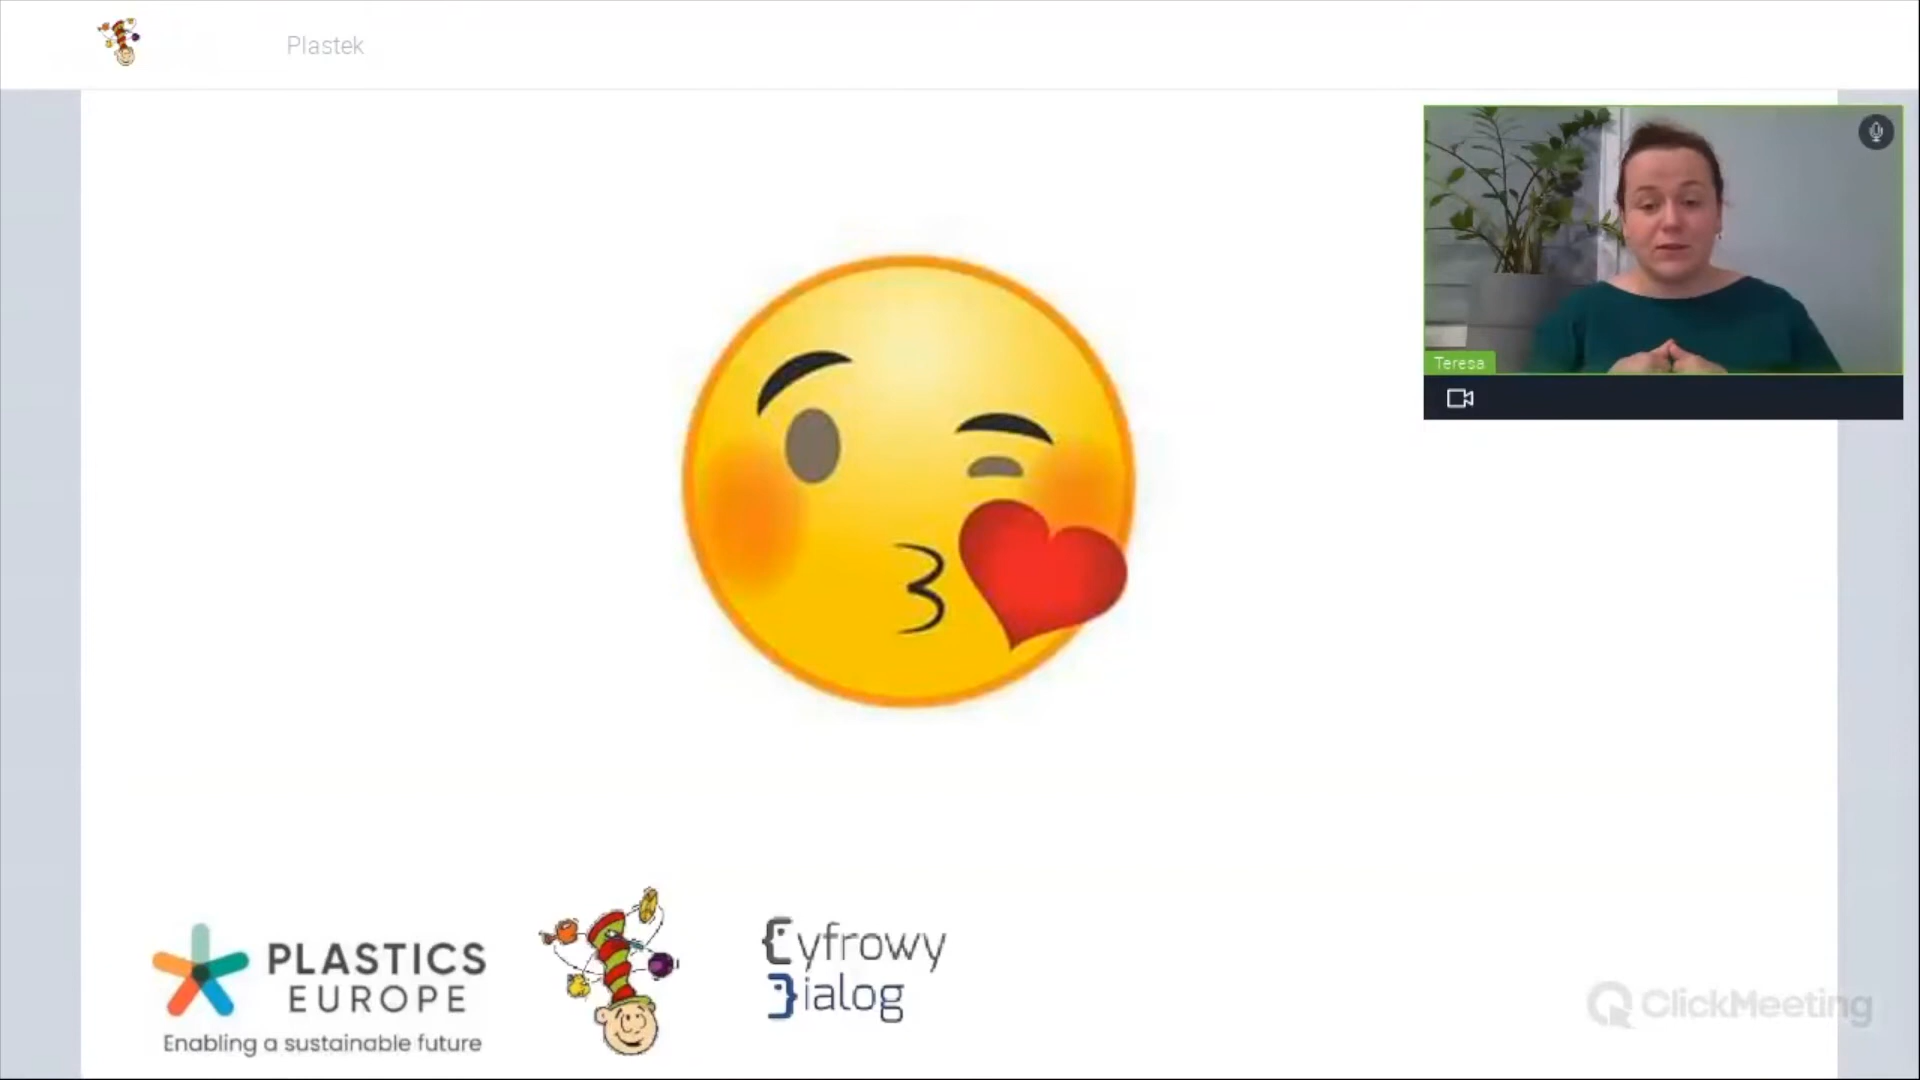 Plastek
Teresa
PLASTICS
EUROPE
Enabling a sustainable future
Cyfrowy
Dialog
ClickMeeting